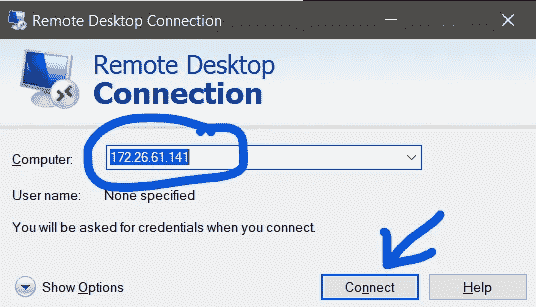 Remote Desktop Connection
Remote Desktop
Connection
Computer: 172.26.61.141
User name: None specified
You will be asked for credentials when you connect.
Show Options Connect Help